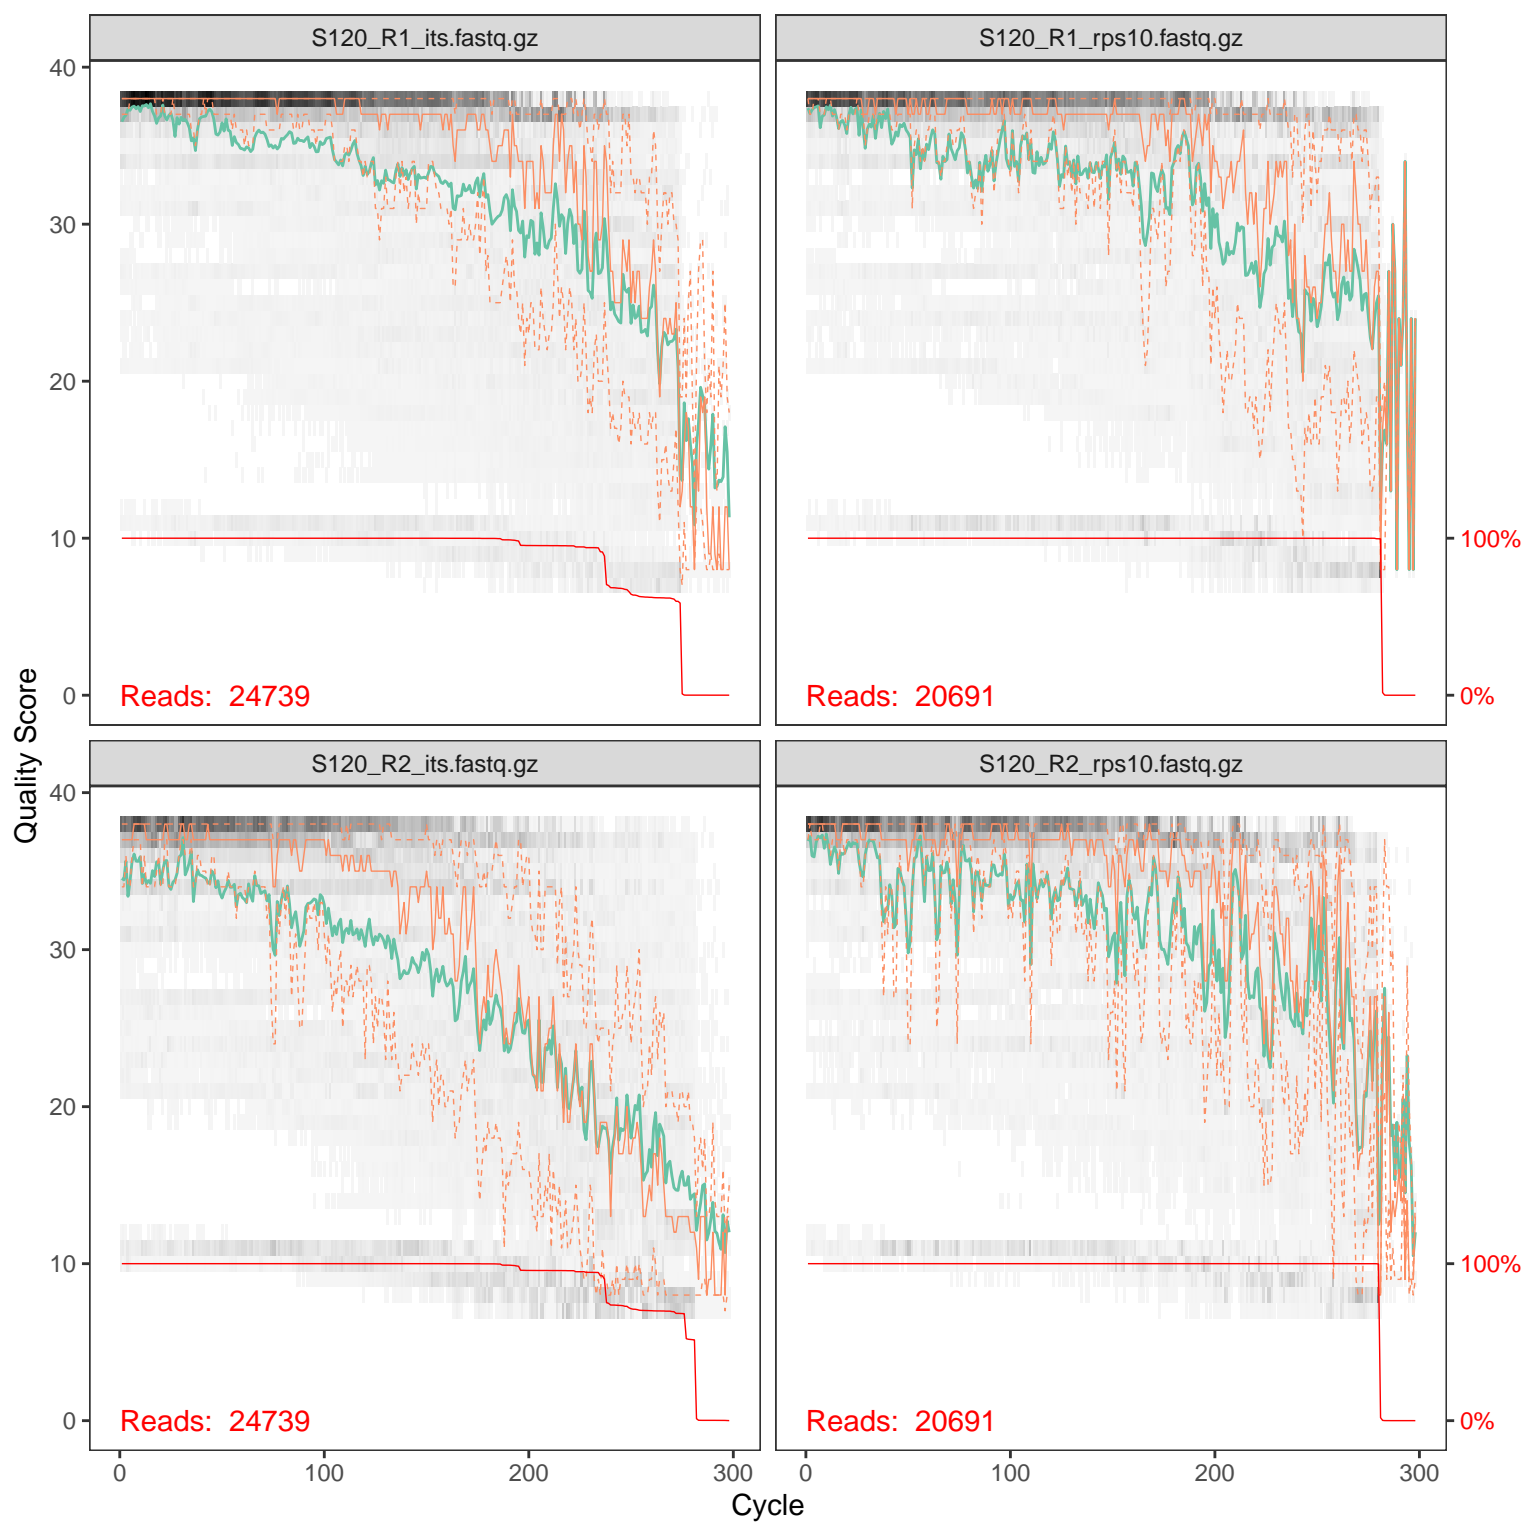 S120_R1_its.fastq.gz
S120_R1_rps10.fastq.gz
40
30
20
10
0
Reads: 24739
Reads: 20691
100%
0%
Quality Score
S120_R2_its.fastq.gz
S120_R2_rps10.fastq.gz
40
30
20
10
0
Reads: 24739
Reads: 20691
100%
0%
0 100 200 300
0 100 200 300
Cycle